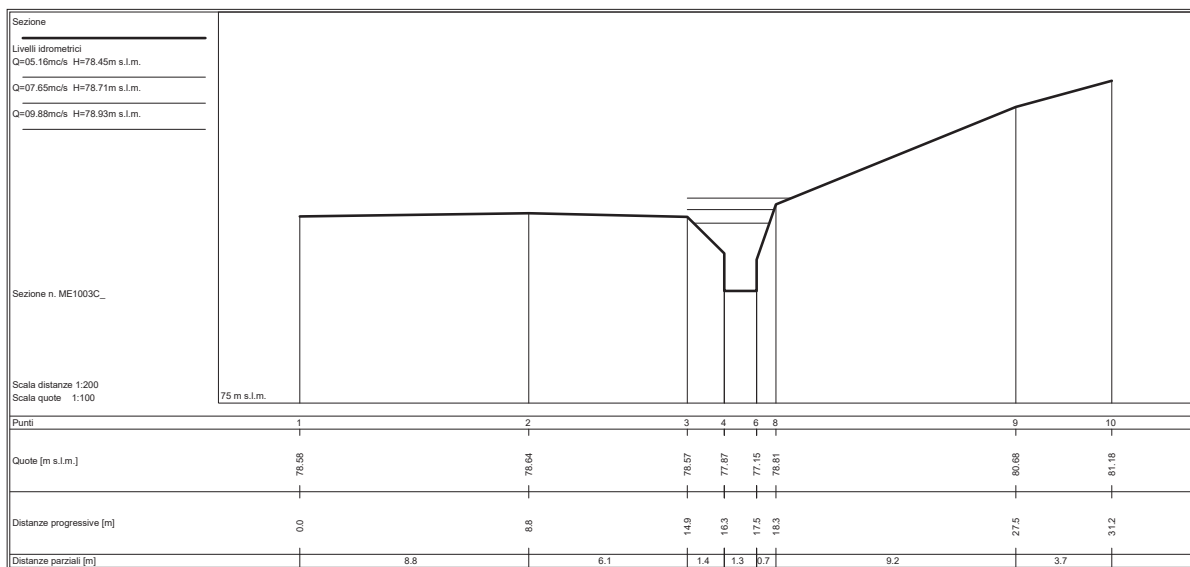 Sezione
Livelli idrometrici
Q=05.16mc/s H=78.45m s.l.m.
Q=07.65mc/s H=78.71m s.l.m.
Q=09.88mc/s H=78.93m s.l.m.
Sezione n. ME1003C_
Scala distanze 1:200
Scala quote 1:100
75 m s.l.m.
Punti 1 2 3 4 6 8 9 10
Quote [m s.l.m.] 78.58 78.64 78.57 77.87 77.15 78.81 80.68 81.18
Distanze progressive [m] 0.0 8.8 14.9 16.3 17.5 18.3 27.5 31.2
Distanze parziali [m] 8.8 6.1 1.4 1.3 0.7 9.2 3.7